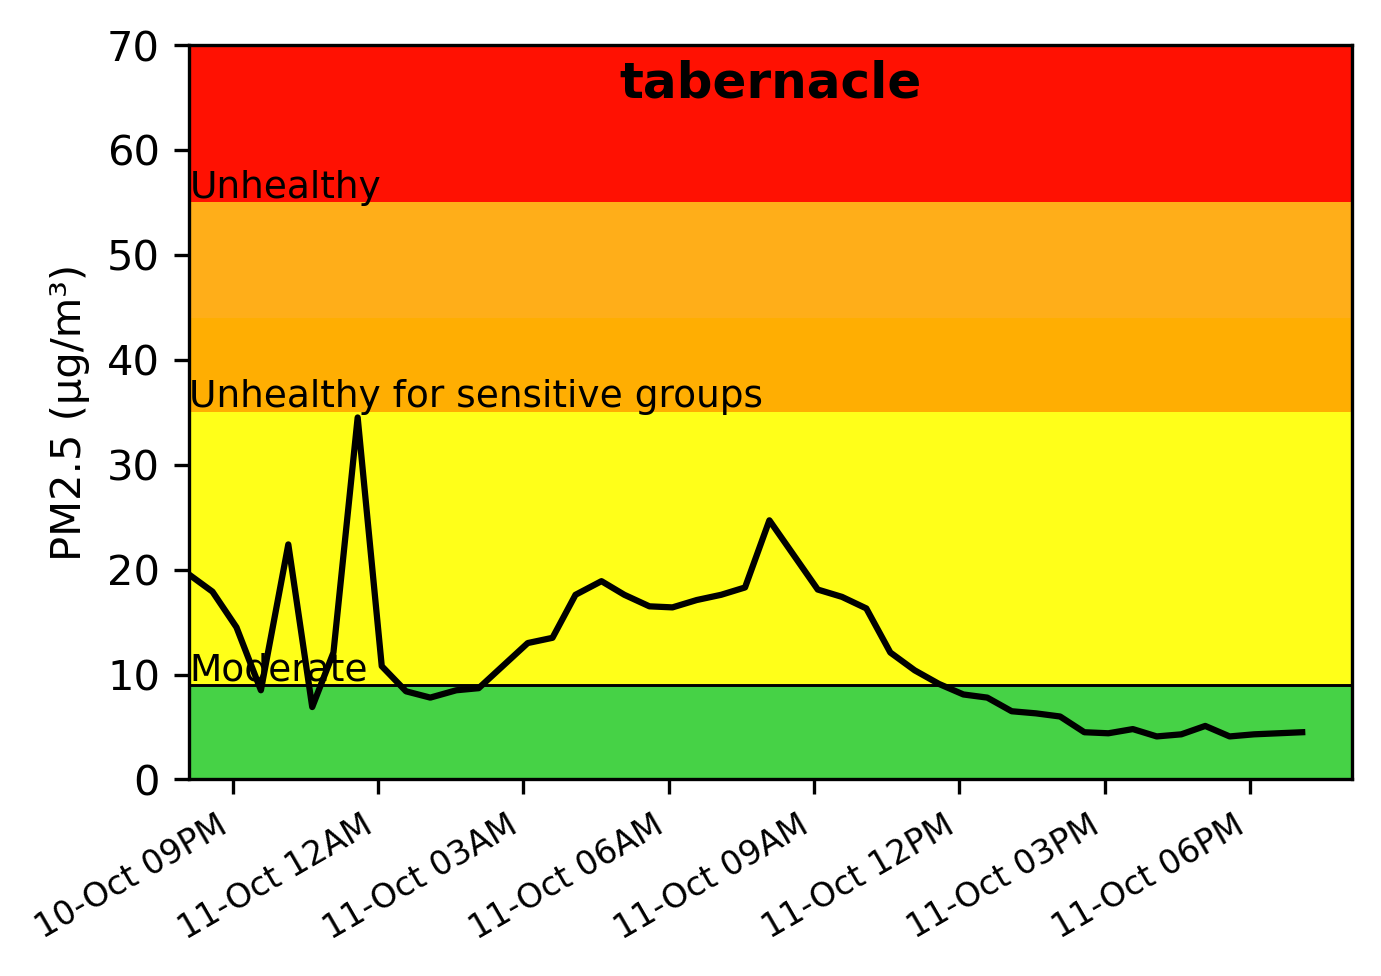 tabernacle
70
60
50
40
30
20
10
0
PM2.5 (µg/m³)
Unhealthy
Unhealthy for sensitive groups
Moderate
10-Oct 09PM
11-Oct 12AM
11-Oct 03AM
11-Oct 06AM
11-Oct 09AM
11-Oct 12PM
11-Oct 03PM
11-Oct 06PM